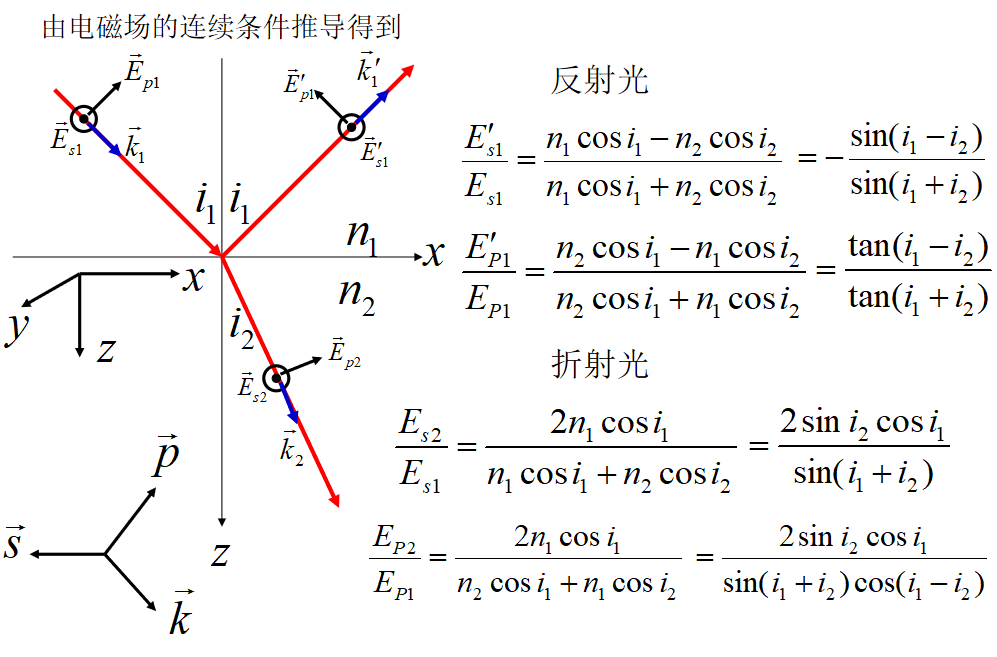 由电磁场的连续条件推导得到
$\vec{E}_{p1}$
$\vec{E}_{s1}$
$\vec{k}_1$
$\vec{k}'_1$
$\vec{E}'_{p1}$
$\vec{E}'_{s1}$
$i_1$ $i_1$
$n_1$
$x$
$n_2$
$x$
$y$
$z$
$i_2$
$\vec{E}_{p2}$
$\vec{E}_{s2}$
$\vec{k}_2$
$z$
$\vec{p}$
$\vec{s}$
$\vec{k}$
反射光
$\frac{E'_{s1}}{E_{s1}} = \frac{n_1 \cos i_1 - n_2 \cos i_2}{n_1 \cos i_1 + n_2 \cos i_2} = -\frac{\sin(i_1 - i_2)}{\sin(i_1 + i_2)}$
$\frac{E'_{P1}}{E_{P1}} = \frac{n_2 \cos i_1 - n_1 \cos i_2}{n_2 \cos i_1 + n_1 \cos i_2} = \frac{\tan(i_1 - i_2)}{\tan(i_1 + i_2)}$
折射光
$\frac{E_{s2}}{E_{s1}} = \frac{2n_1 \cos i_1}{n_1 \cos i_1 + n_2 \cos i_2} = \frac{2 \sin i_2 \cos i_1}{\sin(i_1 + i_2)}$
$\frac{E_{P2}}{E_{P1}} = \frac{2n_1 \cos i_1}{n_2 \cos i_1 + n_1 \cos i_2} = \frac{2 \sin i_2 \cos i_1}{\sin(i_1 + i_2) \cos(i_1 - i_2)}$